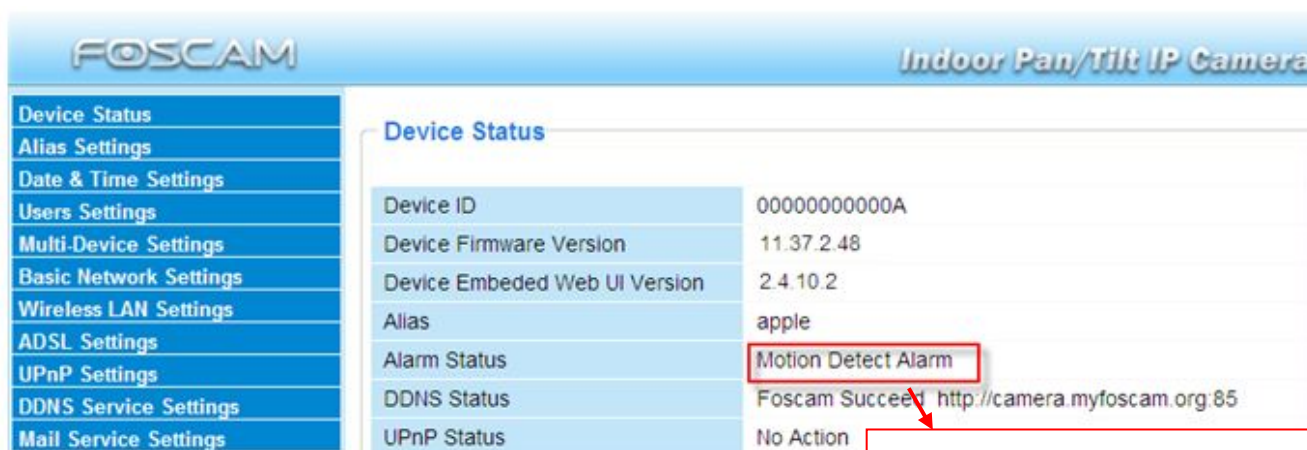 FOSCAM
Indoor Pan/Tilt IP Camera
Device Status
Alias Settings
Date & Time Settings
Users Settings
Multi-Device Settings
Basic Network Settings
Wireless LAN Settings
ADSL Settings
UPnP Settings
DDNS Service Settings
Mail Service Settings
Device Status
Device ID 00000000000A
Device Firmware Version 11.37.2.48
Device Embeded Web UI Version 2.4.10.2
Alias apple
Alarm Status Motion Detect Alarm
DDNS Status Foscam Succeed http://camera.myfoscam.org:85
UPnP Status No Action